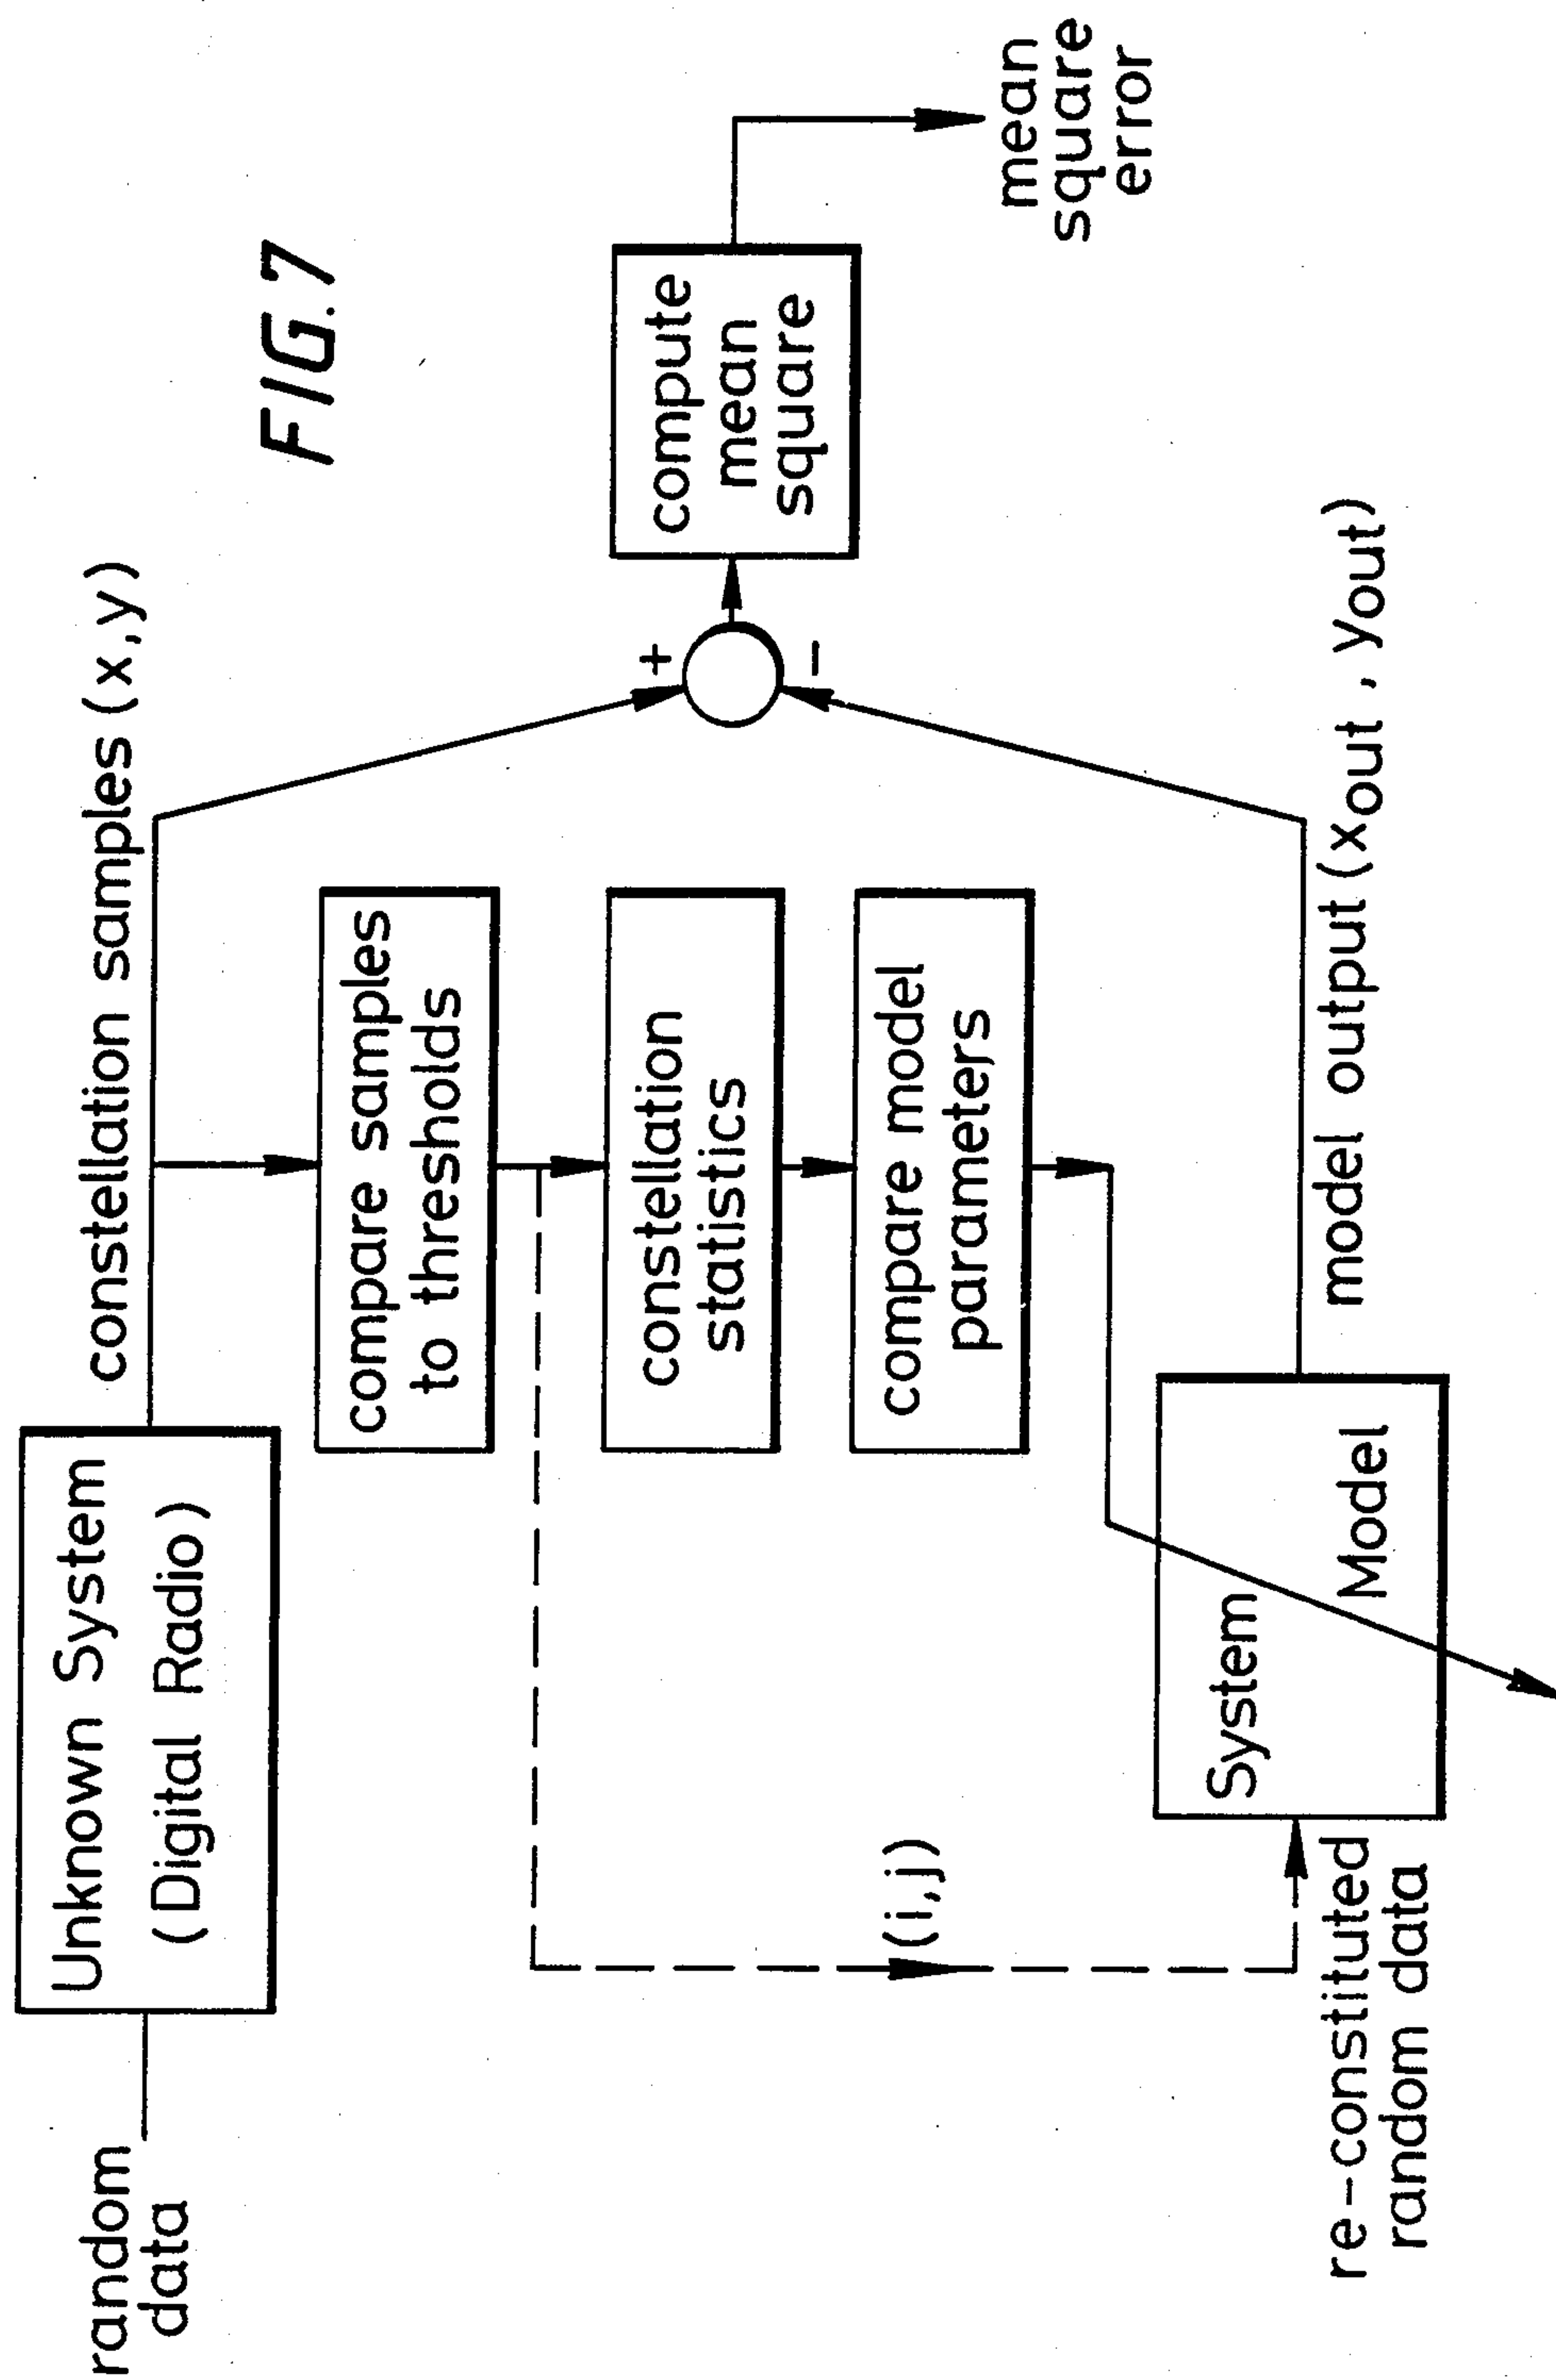 FIG.7
random
data
Unknown System
(Digital Radio)
constellation samples (x,y)
compare samples
to thresholds
constellation
statistics
compare model
parameters
+
−
compute
mean
square
mean
square
error
(i,j)
re-constituted
random data
System
Model
model output (xout, yout)